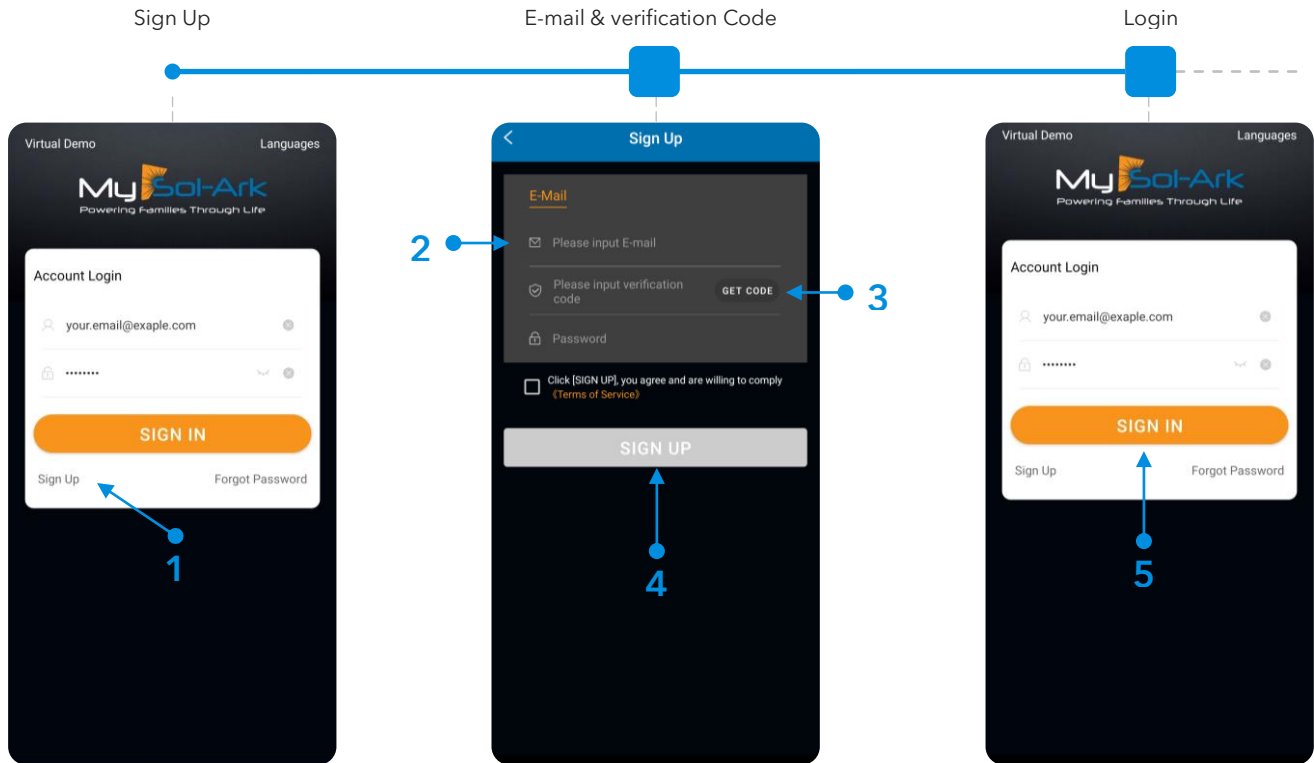 Sign Up
E-mail & verification Code
Login
Virtual Demo
Languages
My Sol-Ark
Powering Families Through Life
Account Login
your.email@exaple.com
••••••••
SIGN IN
Sign Up
Forgot Password
1
Sign Up
E-Mail
2
Please input E-mail
Please input verification
code
GET CODE
3
Password
Click [SIGN UP], you agree and are willing to comply
《Terms of Service》
SIGN UP
4
Virtual Demo
Languages
My Sol-Ark
Powering Families Through Life
Account Login
your.email@exaple.com
••••••••
SIGN IN
Sign Up
Forgot Password
5